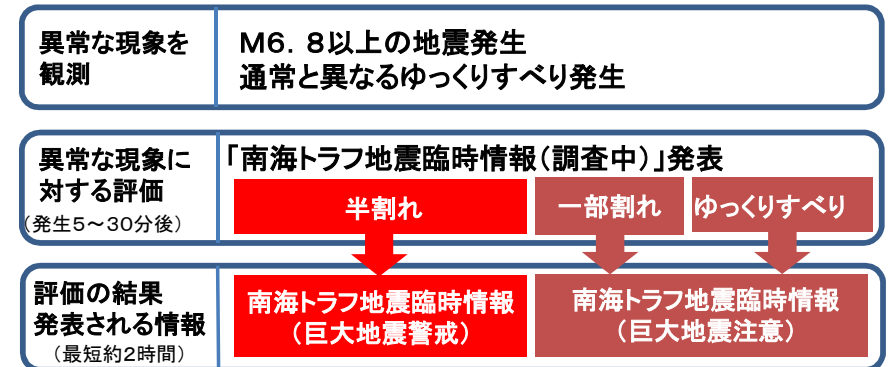 異常な現象を
観測
M6.8以上の地震発生
通常と異なるゆっくりすべり発生
異常な現象に
対する評価
(発生5～30分後)
「南海トラフ地震臨時情報(調査中)」発表
半割れ
一部割れ
ゆっくりすべり
評価の結果
発表される情報
(最短約2時間)
南海トラフ地震臨時情報
(巨大地震警戒)
南海トラフ地震臨時情報
(巨大地震注意)